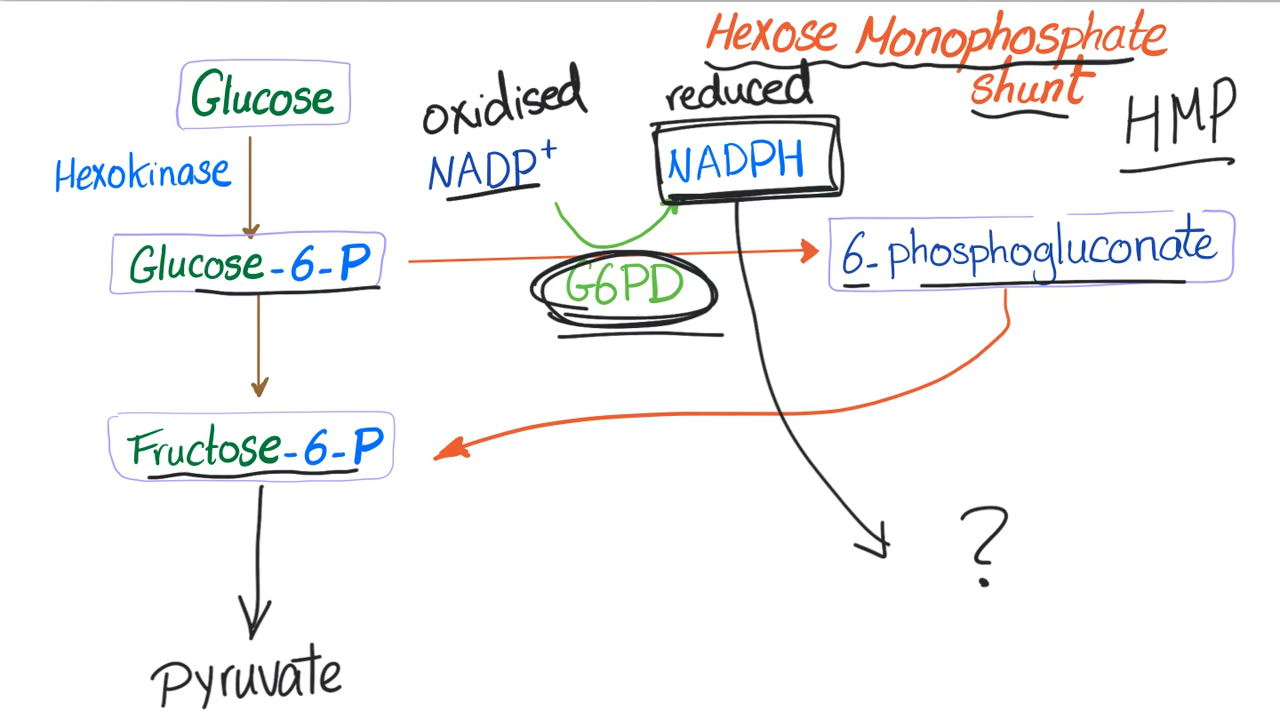 Hexose Monophosphate
shunt
HMP
Glucose
oxidised
reduced
Hexokinase
NADP⁺
NADPH
Glucose-6-P
G6PD
6-phosphogluconate
Fructose-6-P
?
Pyruvate